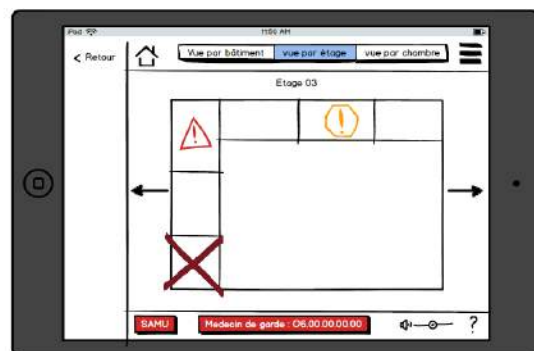 iPod 11:00 AM
< Retour
Vue par bâtiment vue par étage vue par chambre
Etage 03
!
!
SAMU Medecin de garde : 06.00.00.00.00 ?